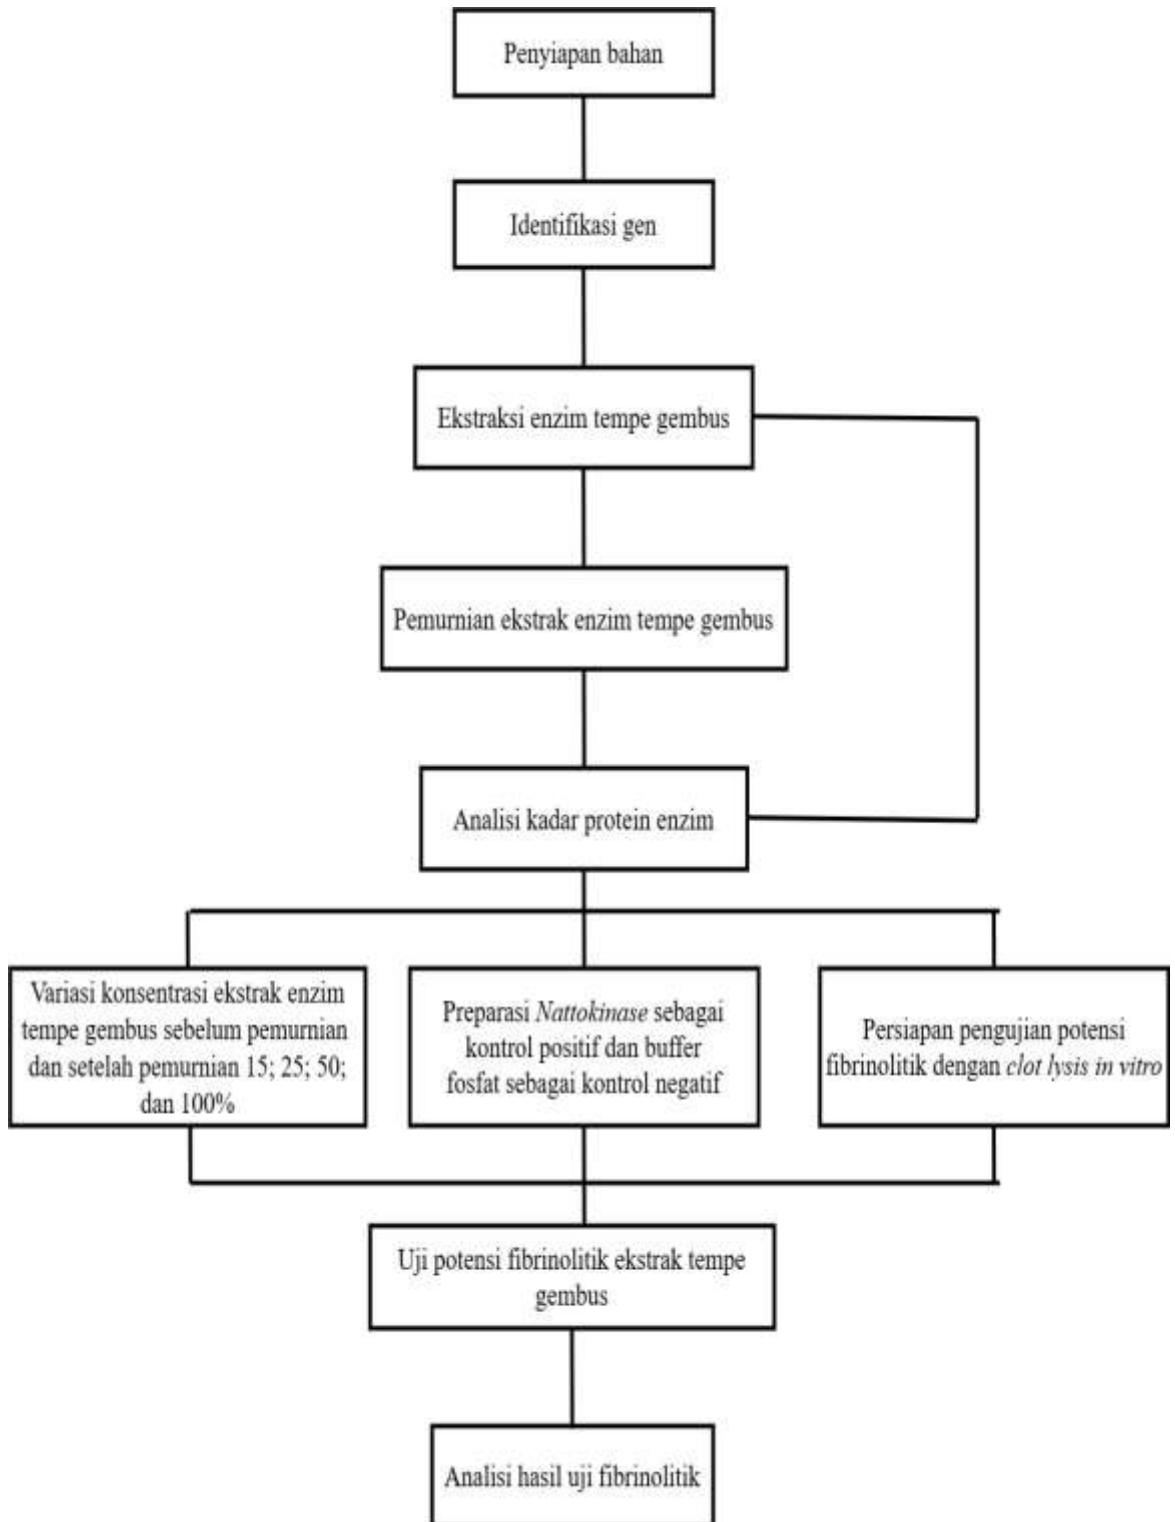 Penyiapan bahan
Identifikasi gen
Ekstraksi enzim tempe gembus
Pemurnian ekstrak enzim tempe gembus
Analisi kadar protein enzim
Variasi konsentrasi ekstrak enzim
tempe gembus sebelum pemurnian
dan setelah pemurnian 15; 25; 50;
dan 100%
Preparasi Nattokinase sebagai
kontrol positif dan buffer
fosfat sebagai kontrol negatif
Persiapan pengujian potensi
fibrinolitik dengan clot lysis in vitro
Uji potensi fibrinolitik ekstrak tempe
gembus
Analisi hasil uji fibrinolitik